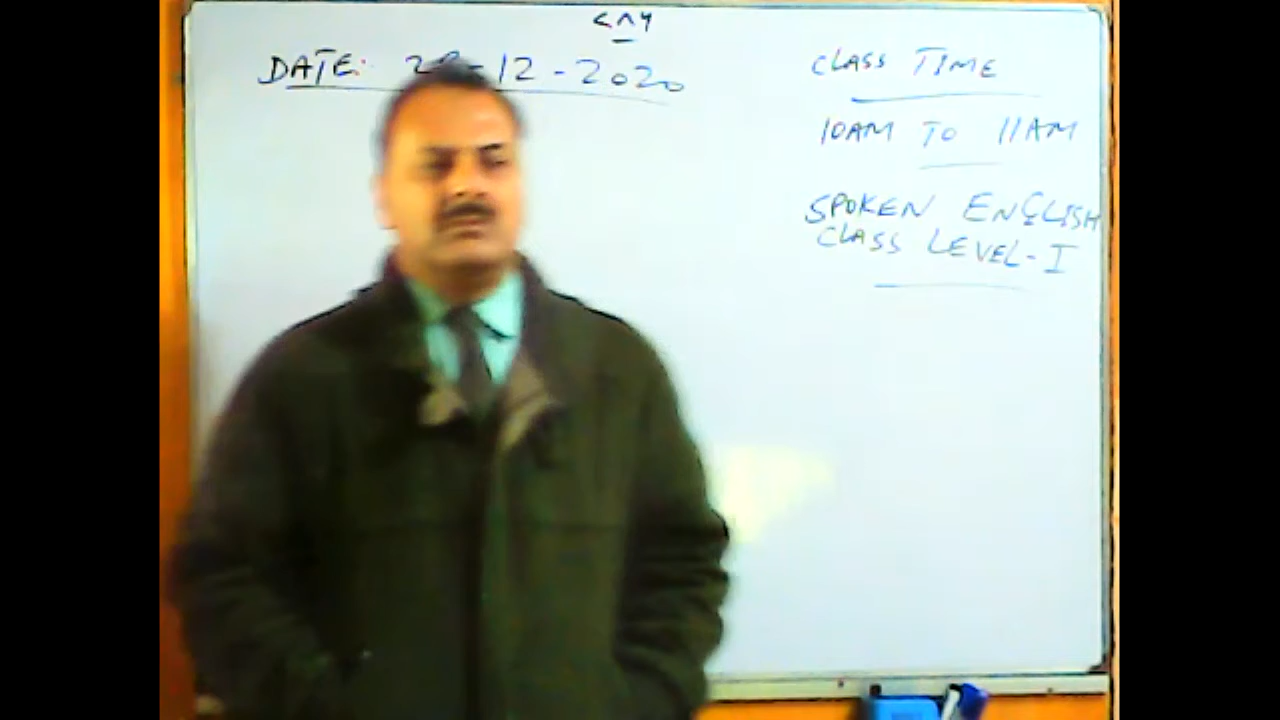 DATE: -12-2020
CLASS TIME
10AM TO 11AM
SPOKEN ENGLISH
CLASS LEVEL-I